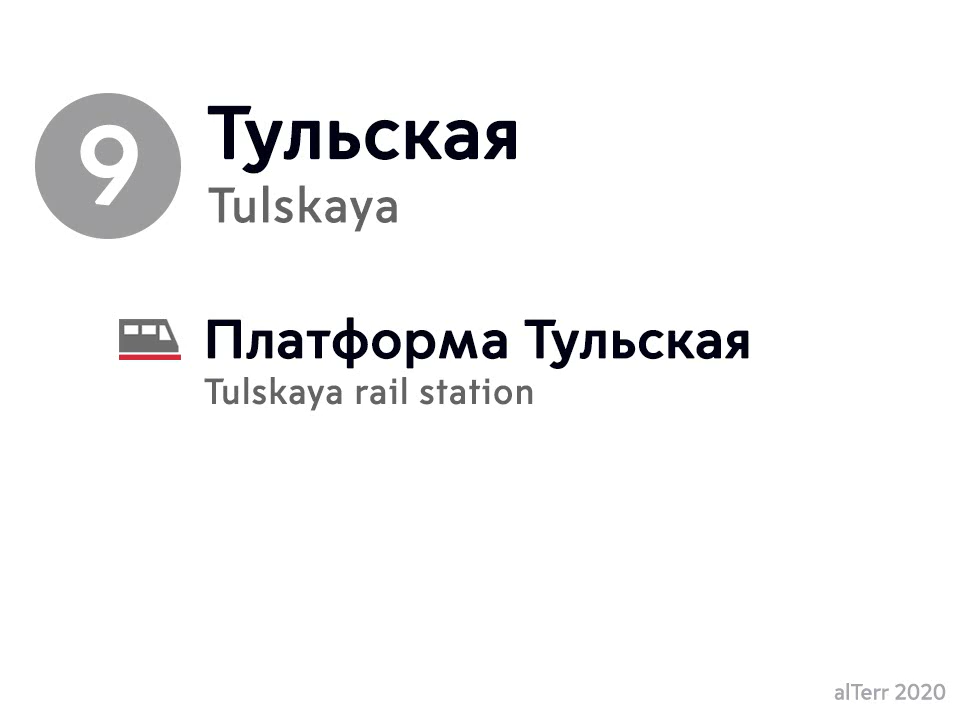 9
Тульская
Tulskaya
Платформа Тульская
Tulskaya rail station
alTerr 2020